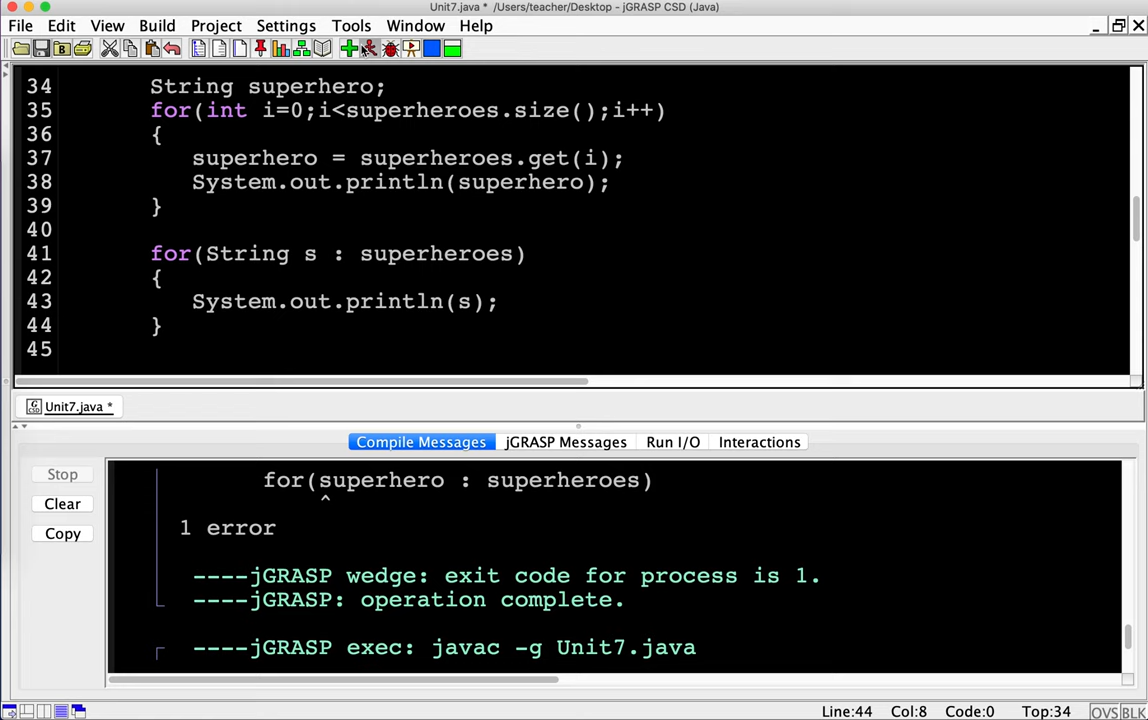 Unit7.java * /Users/teacher/Desktop - jGRASP CSD (Java)
File Edit View Build Project Settings Tools Window Help
34 String superhero;
35 for(int i=0;i<superheroes.size();i++)
36 {
37 superhero = superheroes.get(i);
38 System.out.println(superhero);
39 }
40
41 for(String s : superheroes)
42 {
43 System.out.println(s);
44 }
45
Unit7.java *
Compile Messages jGRASP Messages Run I/O Interactions
Stop
Clear
Copy
for(superhero : superheroes)
^
1 error
----jGRASP wedge: exit code for process is 1.
----jGRASP: operation complete.
----jGRASP exec: javac -g Unit7.java
Line:44 Col:8 Code:0 Top:34 OVS BLK